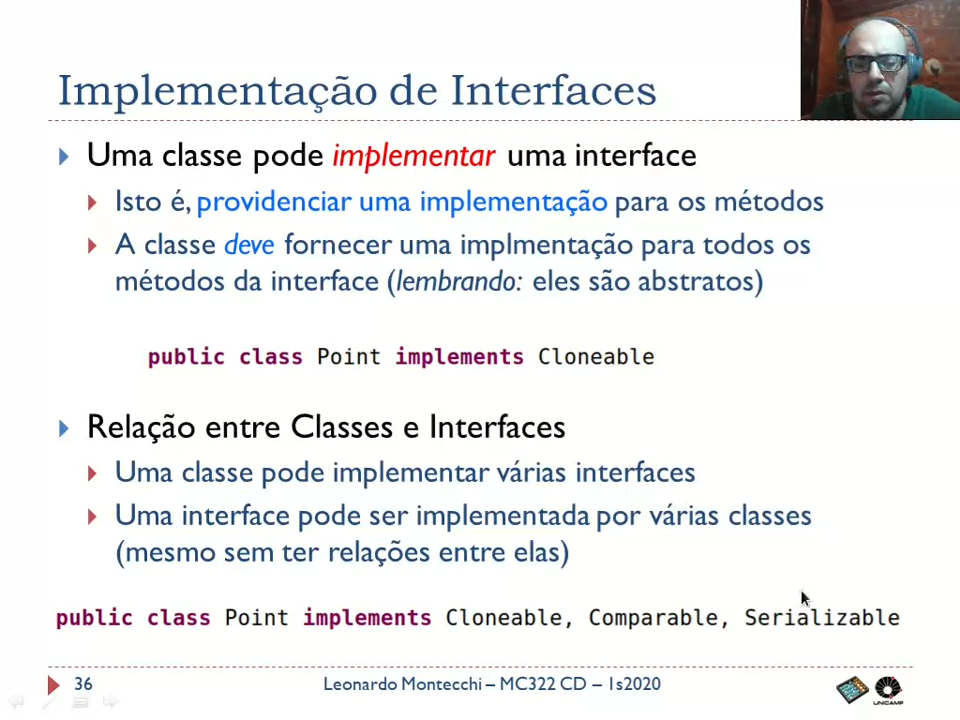 Implementação de Interfaces
Uma classe pode implementar uma interface
Isto é, providenciar uma implementação para os métodos
A classe deve fornecer uma implmentação para todos os
métodos da interface (lembrando: eles são abstratos)
public class Point implements Cloneable
Relação entre Classes e Interfaces
Uma classe pode implementar várias interfaces
Uma interface pode ser implementada por várias classes
(mesmo sem ter relações entre elas)
public class Point implements Cloneable, Comparable, Serializable
36
Leonardo Montecchi – MC322 CD – 1s2020
UNICAMP